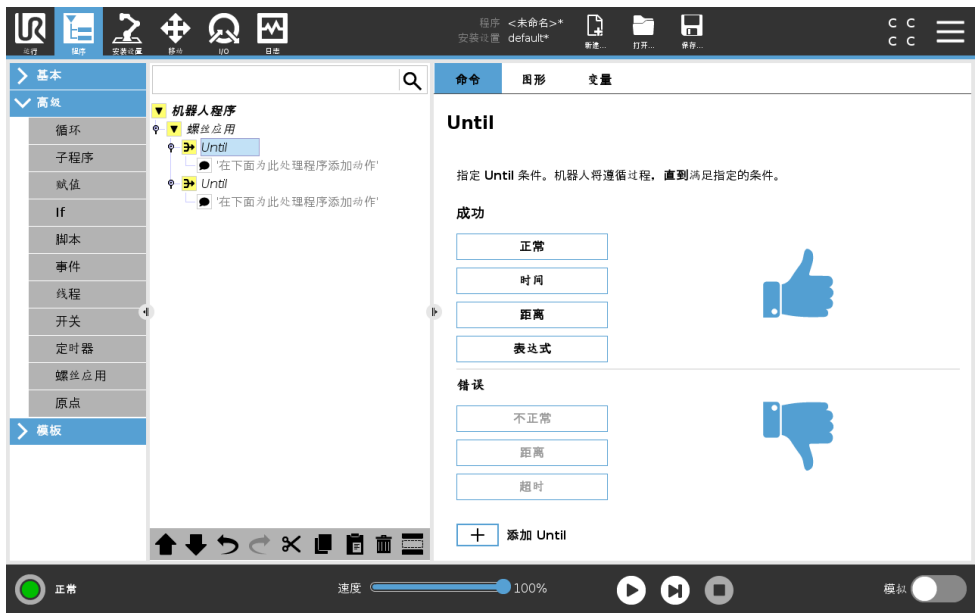 UR
运行
程序
安装设置
移动
I/O
日志
程序 <未命名>*
安装设置 default*
新建...
打开...
保存...
C C
C C
基本
高级
循环
子程序
赋值
If
脚本
事件
线程
开关
定时器
螺丝应用
原点
模板
机器人程序
螺丝应用
Until
'在下面为此处理程序添加动作'
Until
'在下面为此处理程序添加动作'
命令 图形 变量
Until
指定 Until 条件。机器人将遵循过程，直到满足指定的条件。
成功
正常
时间
距离
表达式
错误
不正常
距离
超时
添加 Until
正常
速度 100%
模拟